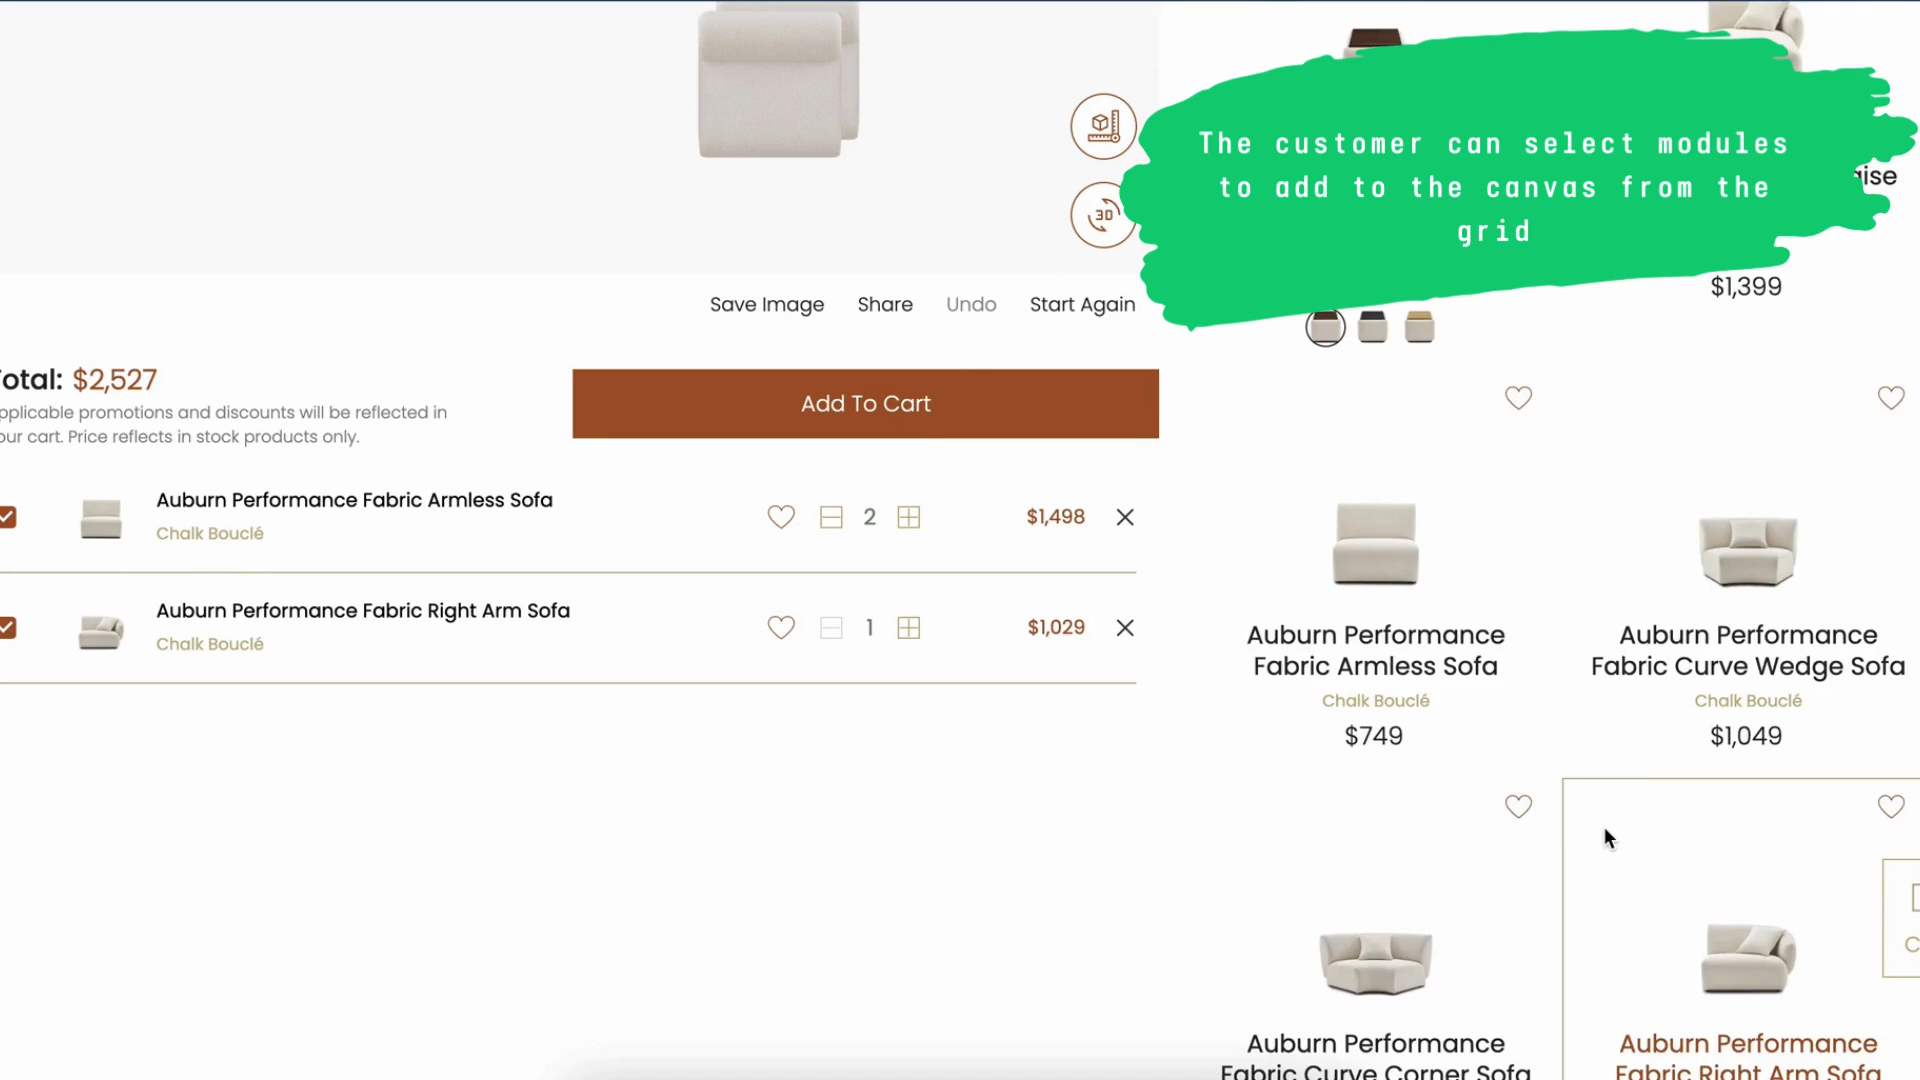 The customer can select modules
to add to the canvas from the
grid
3D
$1,399
Save Image Share Undo Start Again
otal: $2,527
pplicable promotions and discounts will be reflected in
our cart. Price reflects in stock products only.
Add To Cart
Auburn Performance Fabric Armless Sofa
Chalk Bouclé
2
$1,498
Auburn Performance Fabric Right Arm Sofa
Chalk Bouclé
1
$1,029
Auburn Performance
Fabric Armless Sofa
Chalk Bouclé
$749
Auburn Performance
Fabric Curve Wedge Sofa
Chalk Bouclé
$1,049
Auburn Performance
Fabric Curve Corner Sofa
Auburn Performance
Fabric Right Arm Sofa